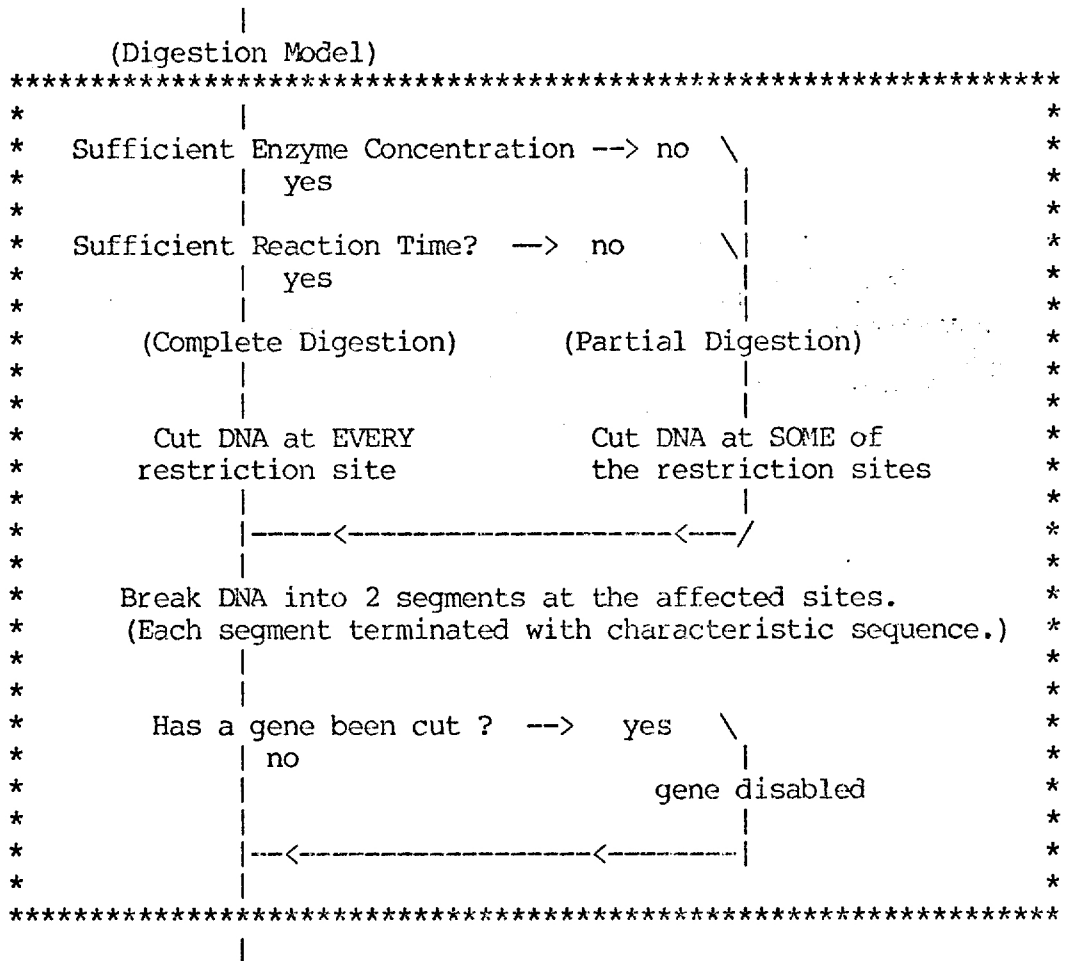 |
(Digestion Model)
*****************************************************************
*              |                                                  *
*   Sufficient Enzyme Concentration --> no  \                   *
*              |  yes                          |                  *
*              |                               |                  *
*   Sufficient Reaction Time?  -->  no      \|                   *
*              |  yes                          |                  *
*              |                               |                  *
*       (Complete Digestion)      (Partial Digestion)            *
*              |                               |                  *
*              |                               |                  *
*        Cut DNA at EVERY           Cut DNA at SOME of           *
*       restriction site            the restriction sites        *
*              |                               |                  *
*              |-----<--------------------<---/                   *
*              |                                                  *
*      Break DNA into 2 segments at the affected sites.          *
*      (Each segment terminated with characteristic sequence.)   *
*              |                                                  *
*              |                                                  *
*        Has a gene been cut ?  -->   yes   \                    *
*              | no                            |                  *
*              |                        gene disabled            *
*              |                               |                  *
*              |---<------------------<--------|                  *
*              |                                                  *
*****************************************************************
|